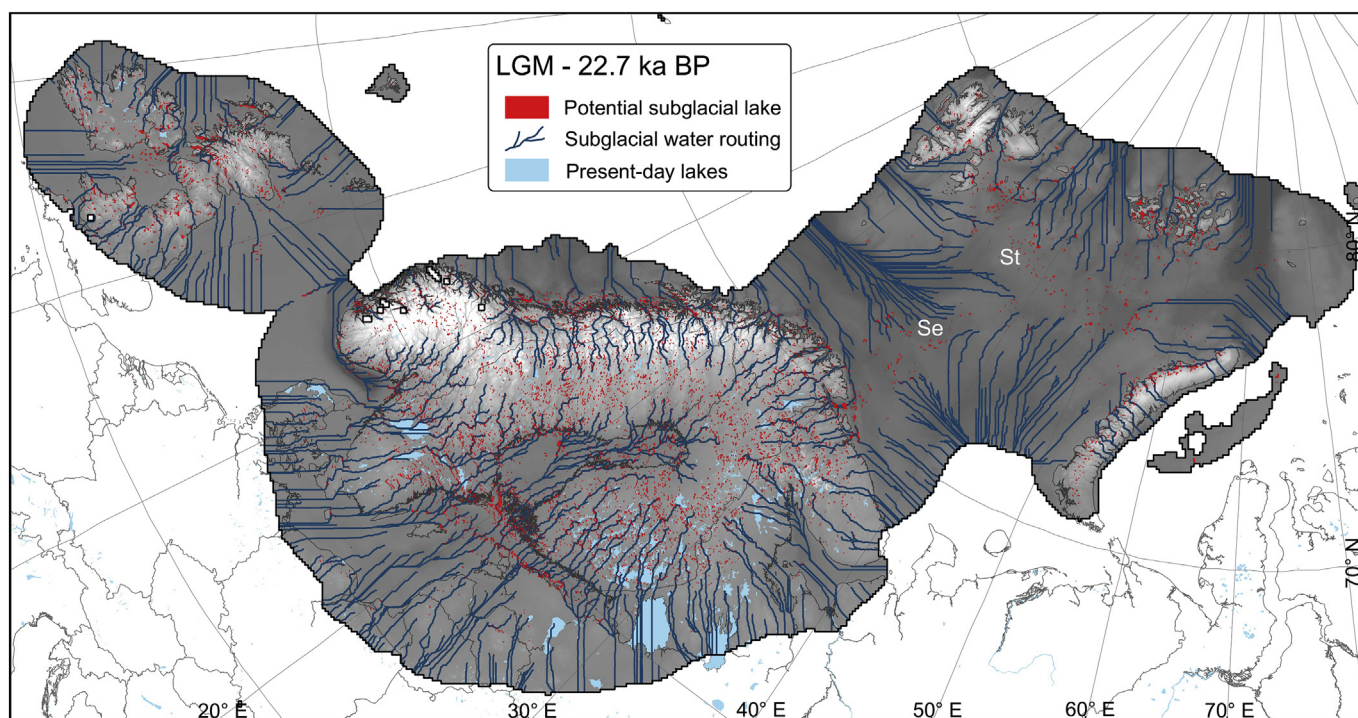 LGM - 22.7 ka BP
Potential subglacial lake
Subglacial water routing
Present-day lakes
St
Se
80° N
70° N
20° E
30° E
40° E
50° E
60° E
70° E